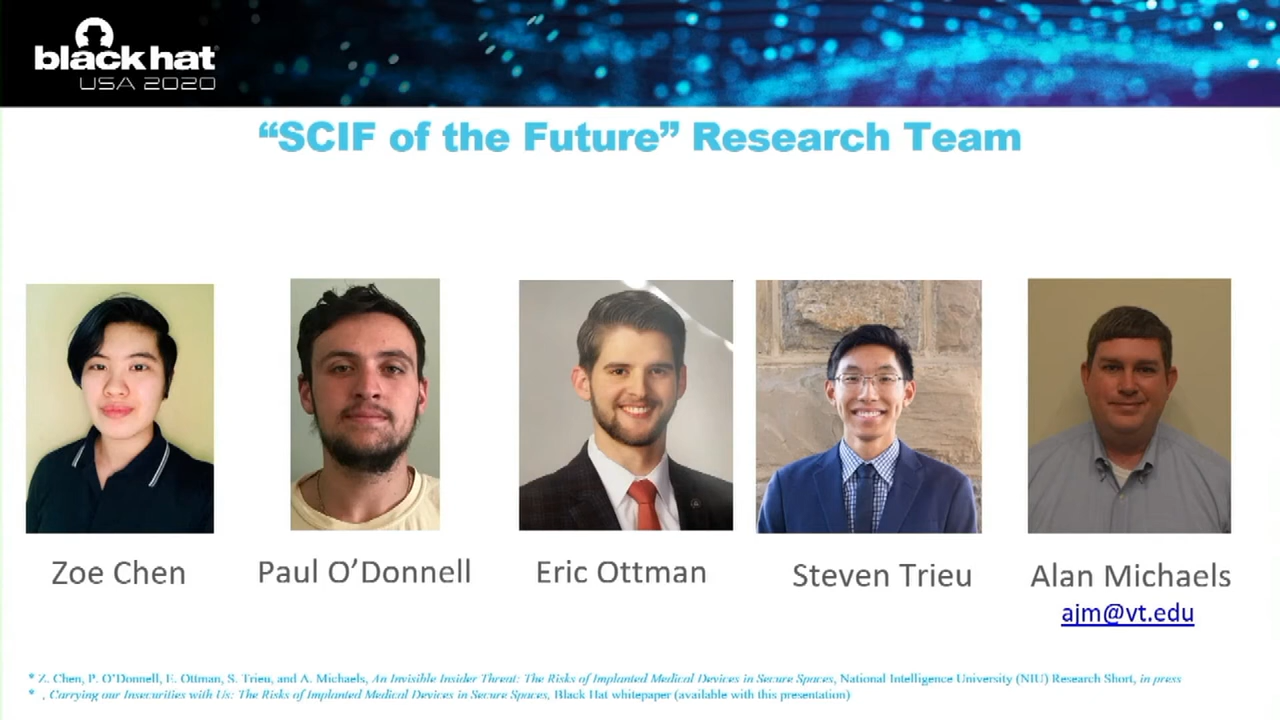 black hat
USA 2020
“SCIF of the Future” Research Team
Zoe Chen
Paul O’Donnell
Eric Ottman
Steven Trieu
Alan Michaels
ajm@vt.edu
* Z. Chen, P. O’Donnell, E. Ottman, S. Trieu, and A. Michaels, An Invisible Insider Threat: The Risks of Implanted Medical Devices in Secure Spaces, National Intelligence University (NIU) Research Short, in press
* , Carrying our Insecurities with Us: The Risks of Implanted Medical Devices in Secure Spaces, Black Hat whitepaper (available with this presentation)